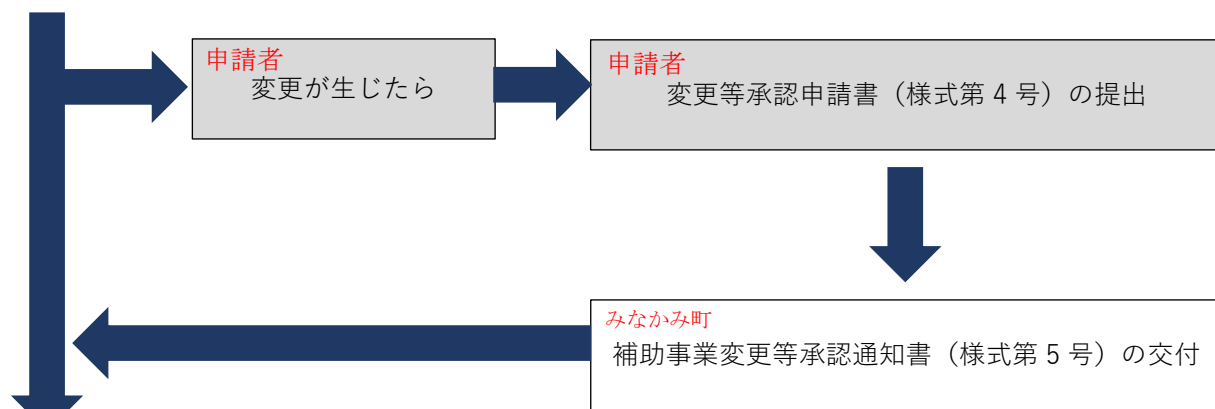 申請者
変更が生じたら
申請者
変更等承認申請書（様式第４号）の提出
みなかみ町
補助事業変更等承認通知書（様式第５号）の交付